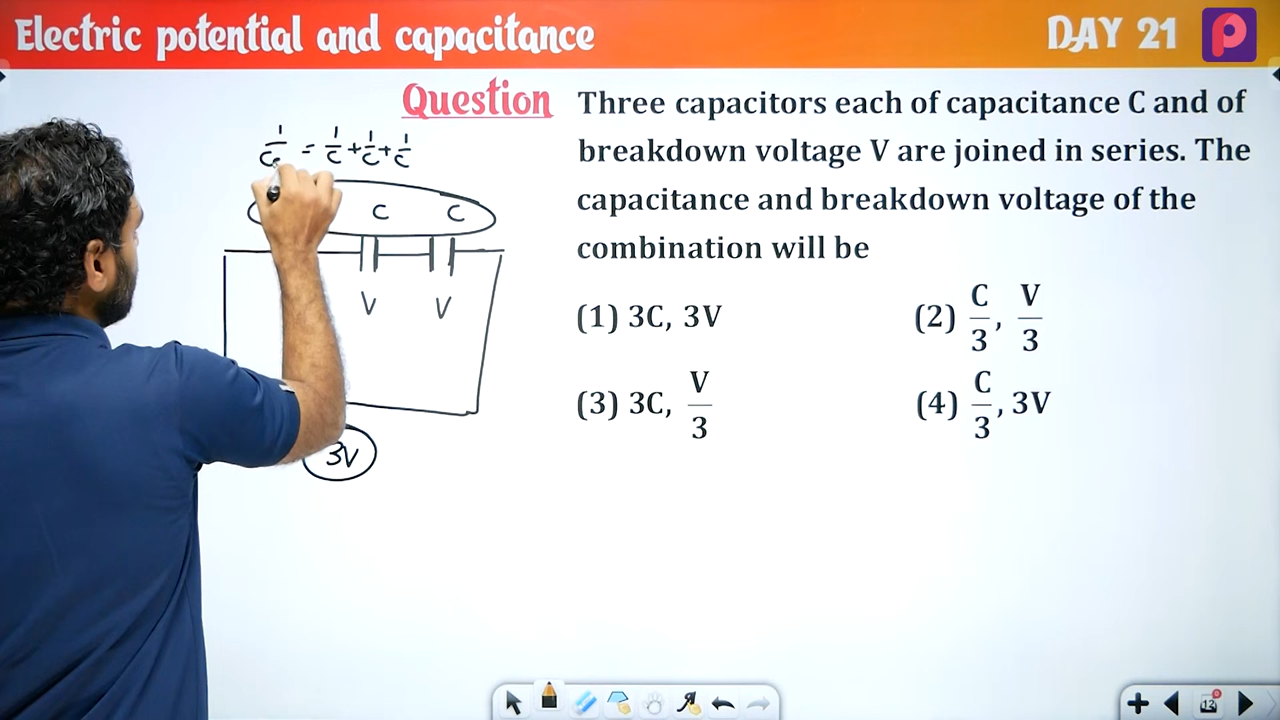 Electric potential and capacitance
DAY 21
Question
Three capacitors each of capacitance C and of
breakdown voltage V are joined in series. The
capacitance and breakdown voltage of the
combination will be
(1) 3C, 3V
(2) C/3, V/3
(3) 3C, V/3
(4) C/3, 3V
1/Ce = 1/C + 1/C + 1/C
C C
V V
3V
12